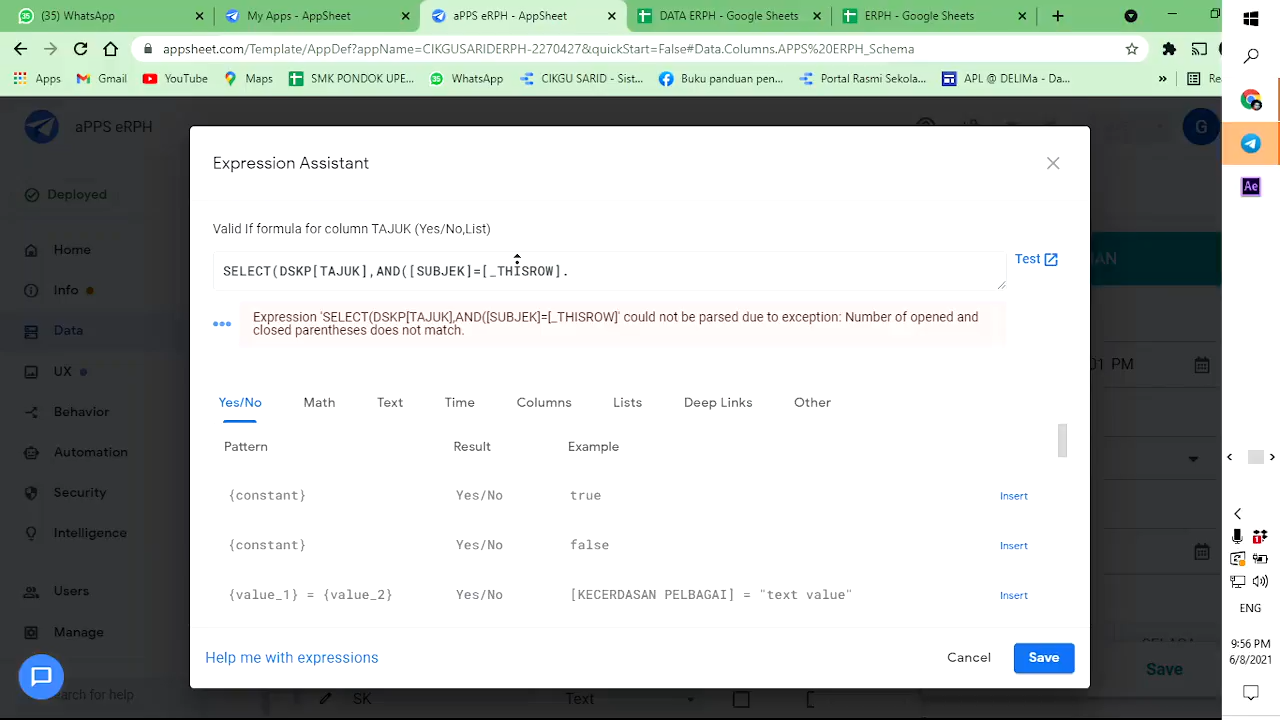 (35) WhatsApp
My Apps - AppSheet
aPPS eRPH - AppSheet
DATA ERPH - Google Sheets
ERPH - Google Sheets
appsheet.com/Template/AppDef?appName=CIKGUSARIDERPH-2270427&quickStart=False#Data.Columns.APPS%20ERPH_Schema
Apps
Gmail
YouTube
Maps
SMK PONDOK UPE...
WhatsApp
CIKGU SARID - Sist...
Buku panduan pen...
Portal Rasmi Sekola...
APL @ DELIMa - Da...
»
Re
aPPS eRPH
G
Deployed
Home
Info
Data
UX
Behavior
Automation
Security
Intelligence
Users
Manage
Expression Assistant
Valid If formula for column TAJUK (Yes/No,List)
SELECT(DSKP[TAJUK],AND([SUBJEK]=[_THISROW].
Test
Expression 'SELECT(DSKP[TAJUK],AND([SUBJEK]=[_THISROW]' could not be parsed due to exception: Number of opened and
closed parentheses does not match.
Yes/No Math Text Time Columns Lists Deep Links Other
Pattern Result Example
{constant} Yes/No true Insert
{constant} Yes/No false Insert
{value_1} = {value_2} Yes/No [KECERDASAN PELBAGAI] = "text value" Insert
Help me with expressions
Cancel
Save
AN
01 PM
Save
earch for help
SK
Text
Ae
ENG
9:56 PM
6/8/2021